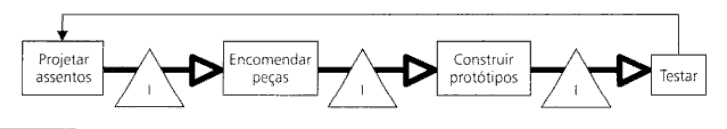 Projetar
assentos
I
Encomendar
peças
I
Construir
protótipos
I
Testar